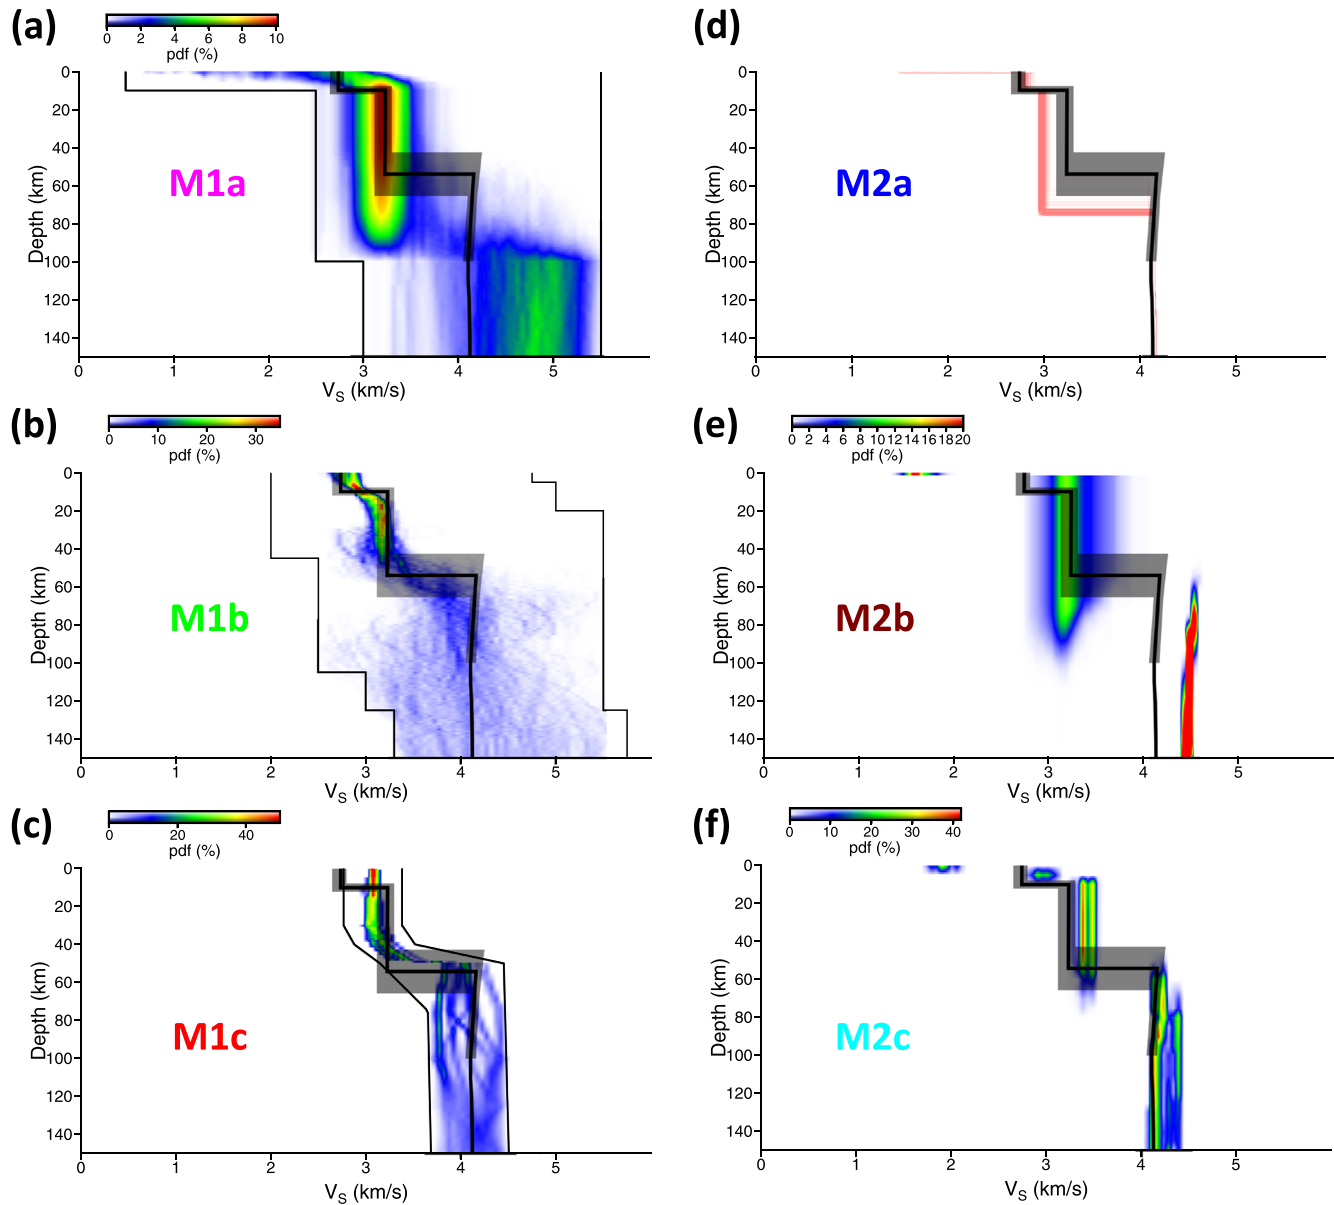 (a)
0 2 4 6 8 10
pdf (%)
0
20
40
60
80
100
120
140
Depth (km)
M1a
0 1 2 3 4 5
VS (km/s)
(d)
0
20
40
60
80
100
120
140
Depth (km)
M2a
0 1 2 3 4 5
VS (km/s)
(b)
0 10 20 30
pdf (%)
0
20
40
60
80
100
120
140
Depth (km)
M1b
0 1 2 3 4 5
VS (km/s)
(e)
0 2 4 6 8 10 12 14 16 18 20
pdf (%)
0
20
40
60
80
100
120
140
Depth (km)
M2b
0 1 2 3 4 5
VS (km/s)
(c)
0 20 40
pdf (%)
0
20
40
60
80
100
120
140
Depth (km)
M1c
0 1 2 3 4 5
VS (km/s)
(f)
0 10 20 30 40
pdf (%)
0
20
40
60
80
100
120
140
Depth (km)
M2c
0 1 2 3 4 5
VS (km/s)